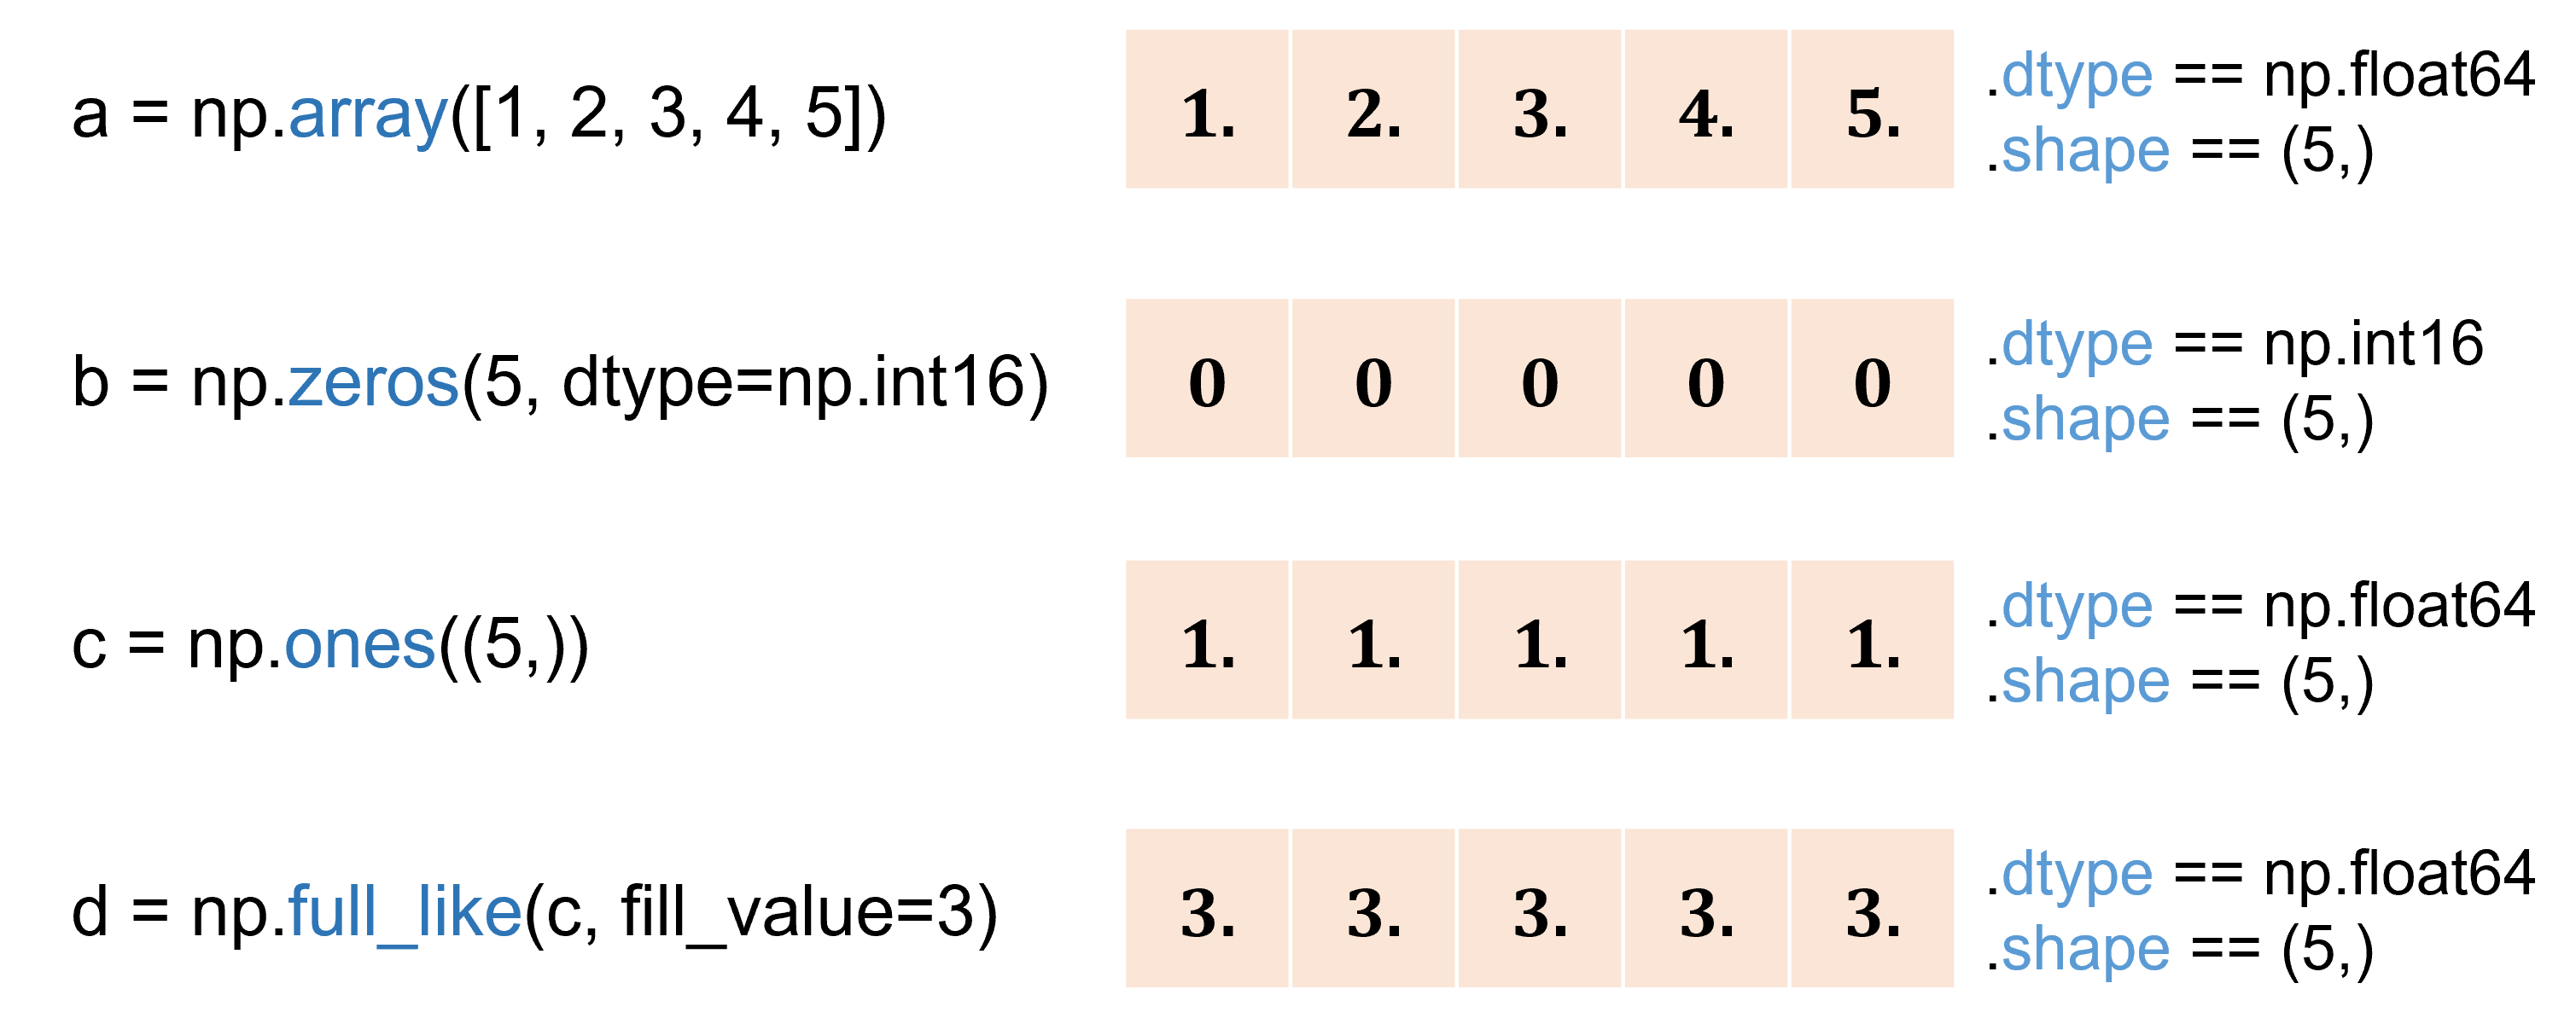 a = np.array([1, 2, 3, 4, 5])
1. 2. 3. 4. 5.
.dtype == np.float64
.shape == (5,)
b = np.zeros(5, dtype=np.int16)
0 0 0 0 0
.dtype == np.int16
.shape == (5,)
c = np.ones((5,))
1. 1. 1. 1. 1.
.dtype == np.float64
.shape == (5,)
d = np.full_like(c, fill_value=3)
3. 3. 3. 3. 3.
.dtype == np.float64
.shape == (5,)